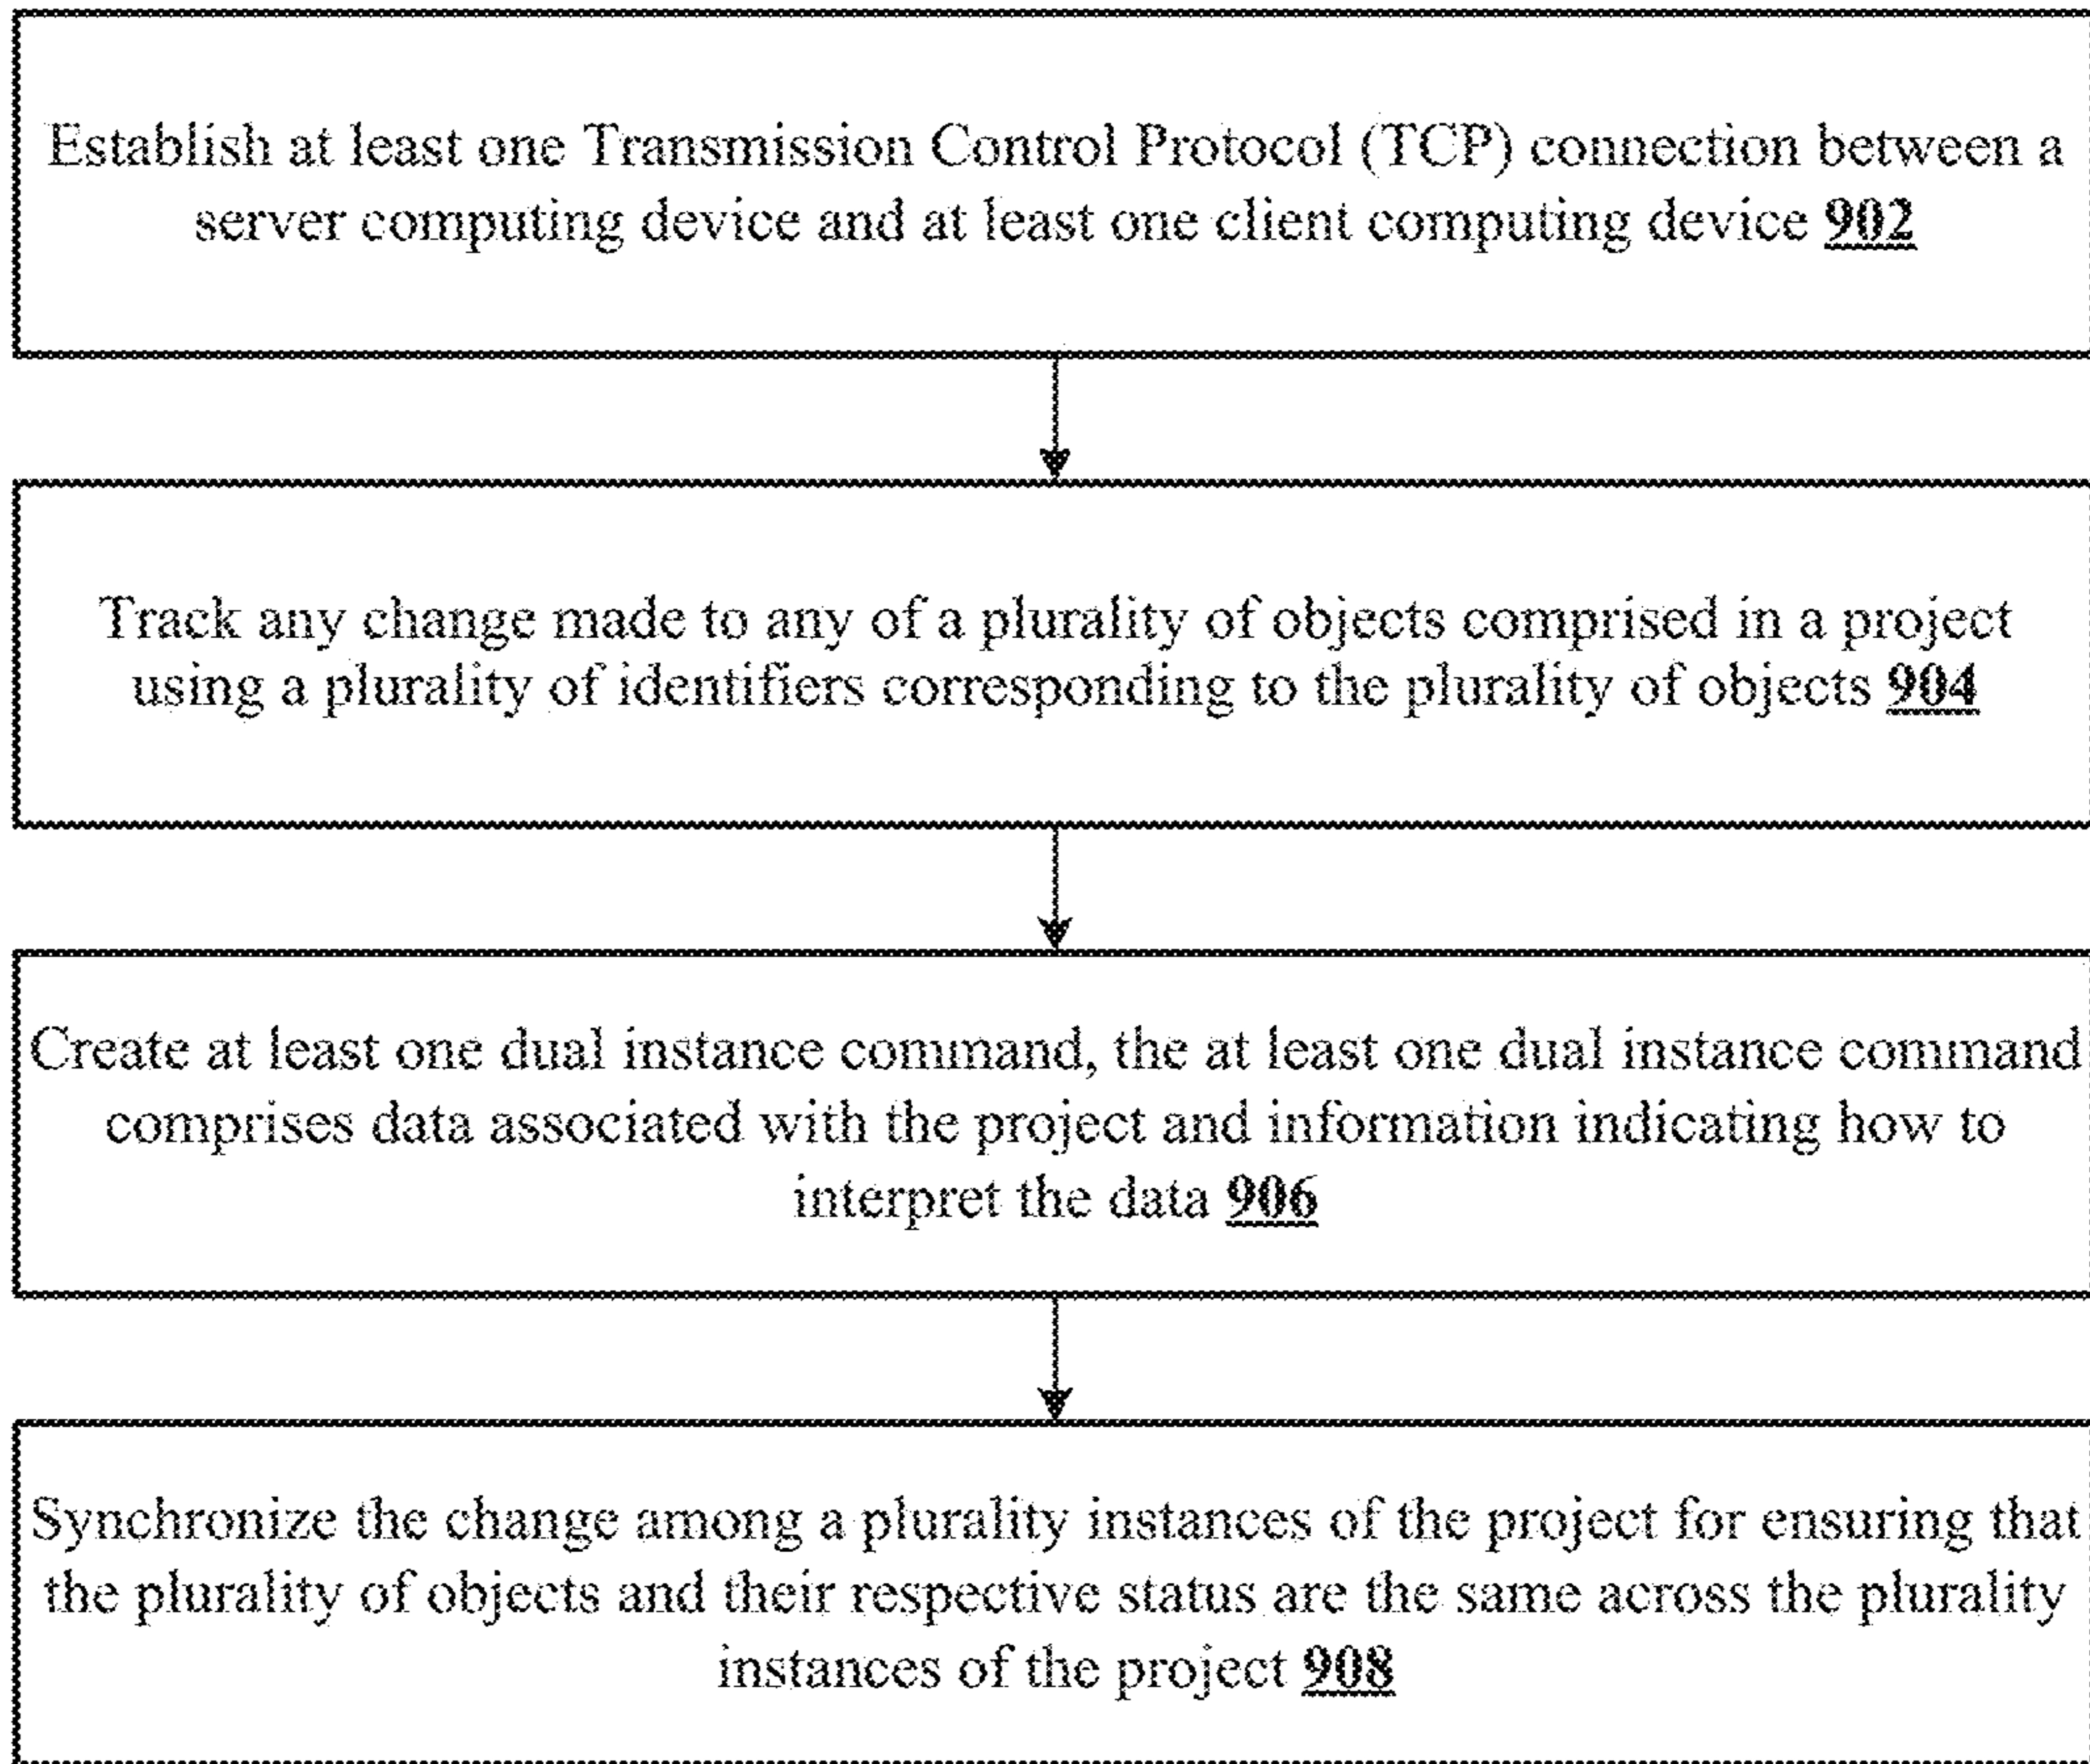 Establish at least one Transmission Control Protocol (TCP) connection between a
server computing device and at least one client computing device 902
Track any change made to any of a plurality of objects comprised in a project
using a plurality of identifiers corresponding to the plurality of objects 904
Create at least one dual instance command, the at least one dual instance command
comprises data associated with the project and information indicating how to
interpret the data 906
Synchronize the change among a plurality instances of the project for ensuring that
the plurality of objects and their respective status are the same across the plurality
instances of the project 908